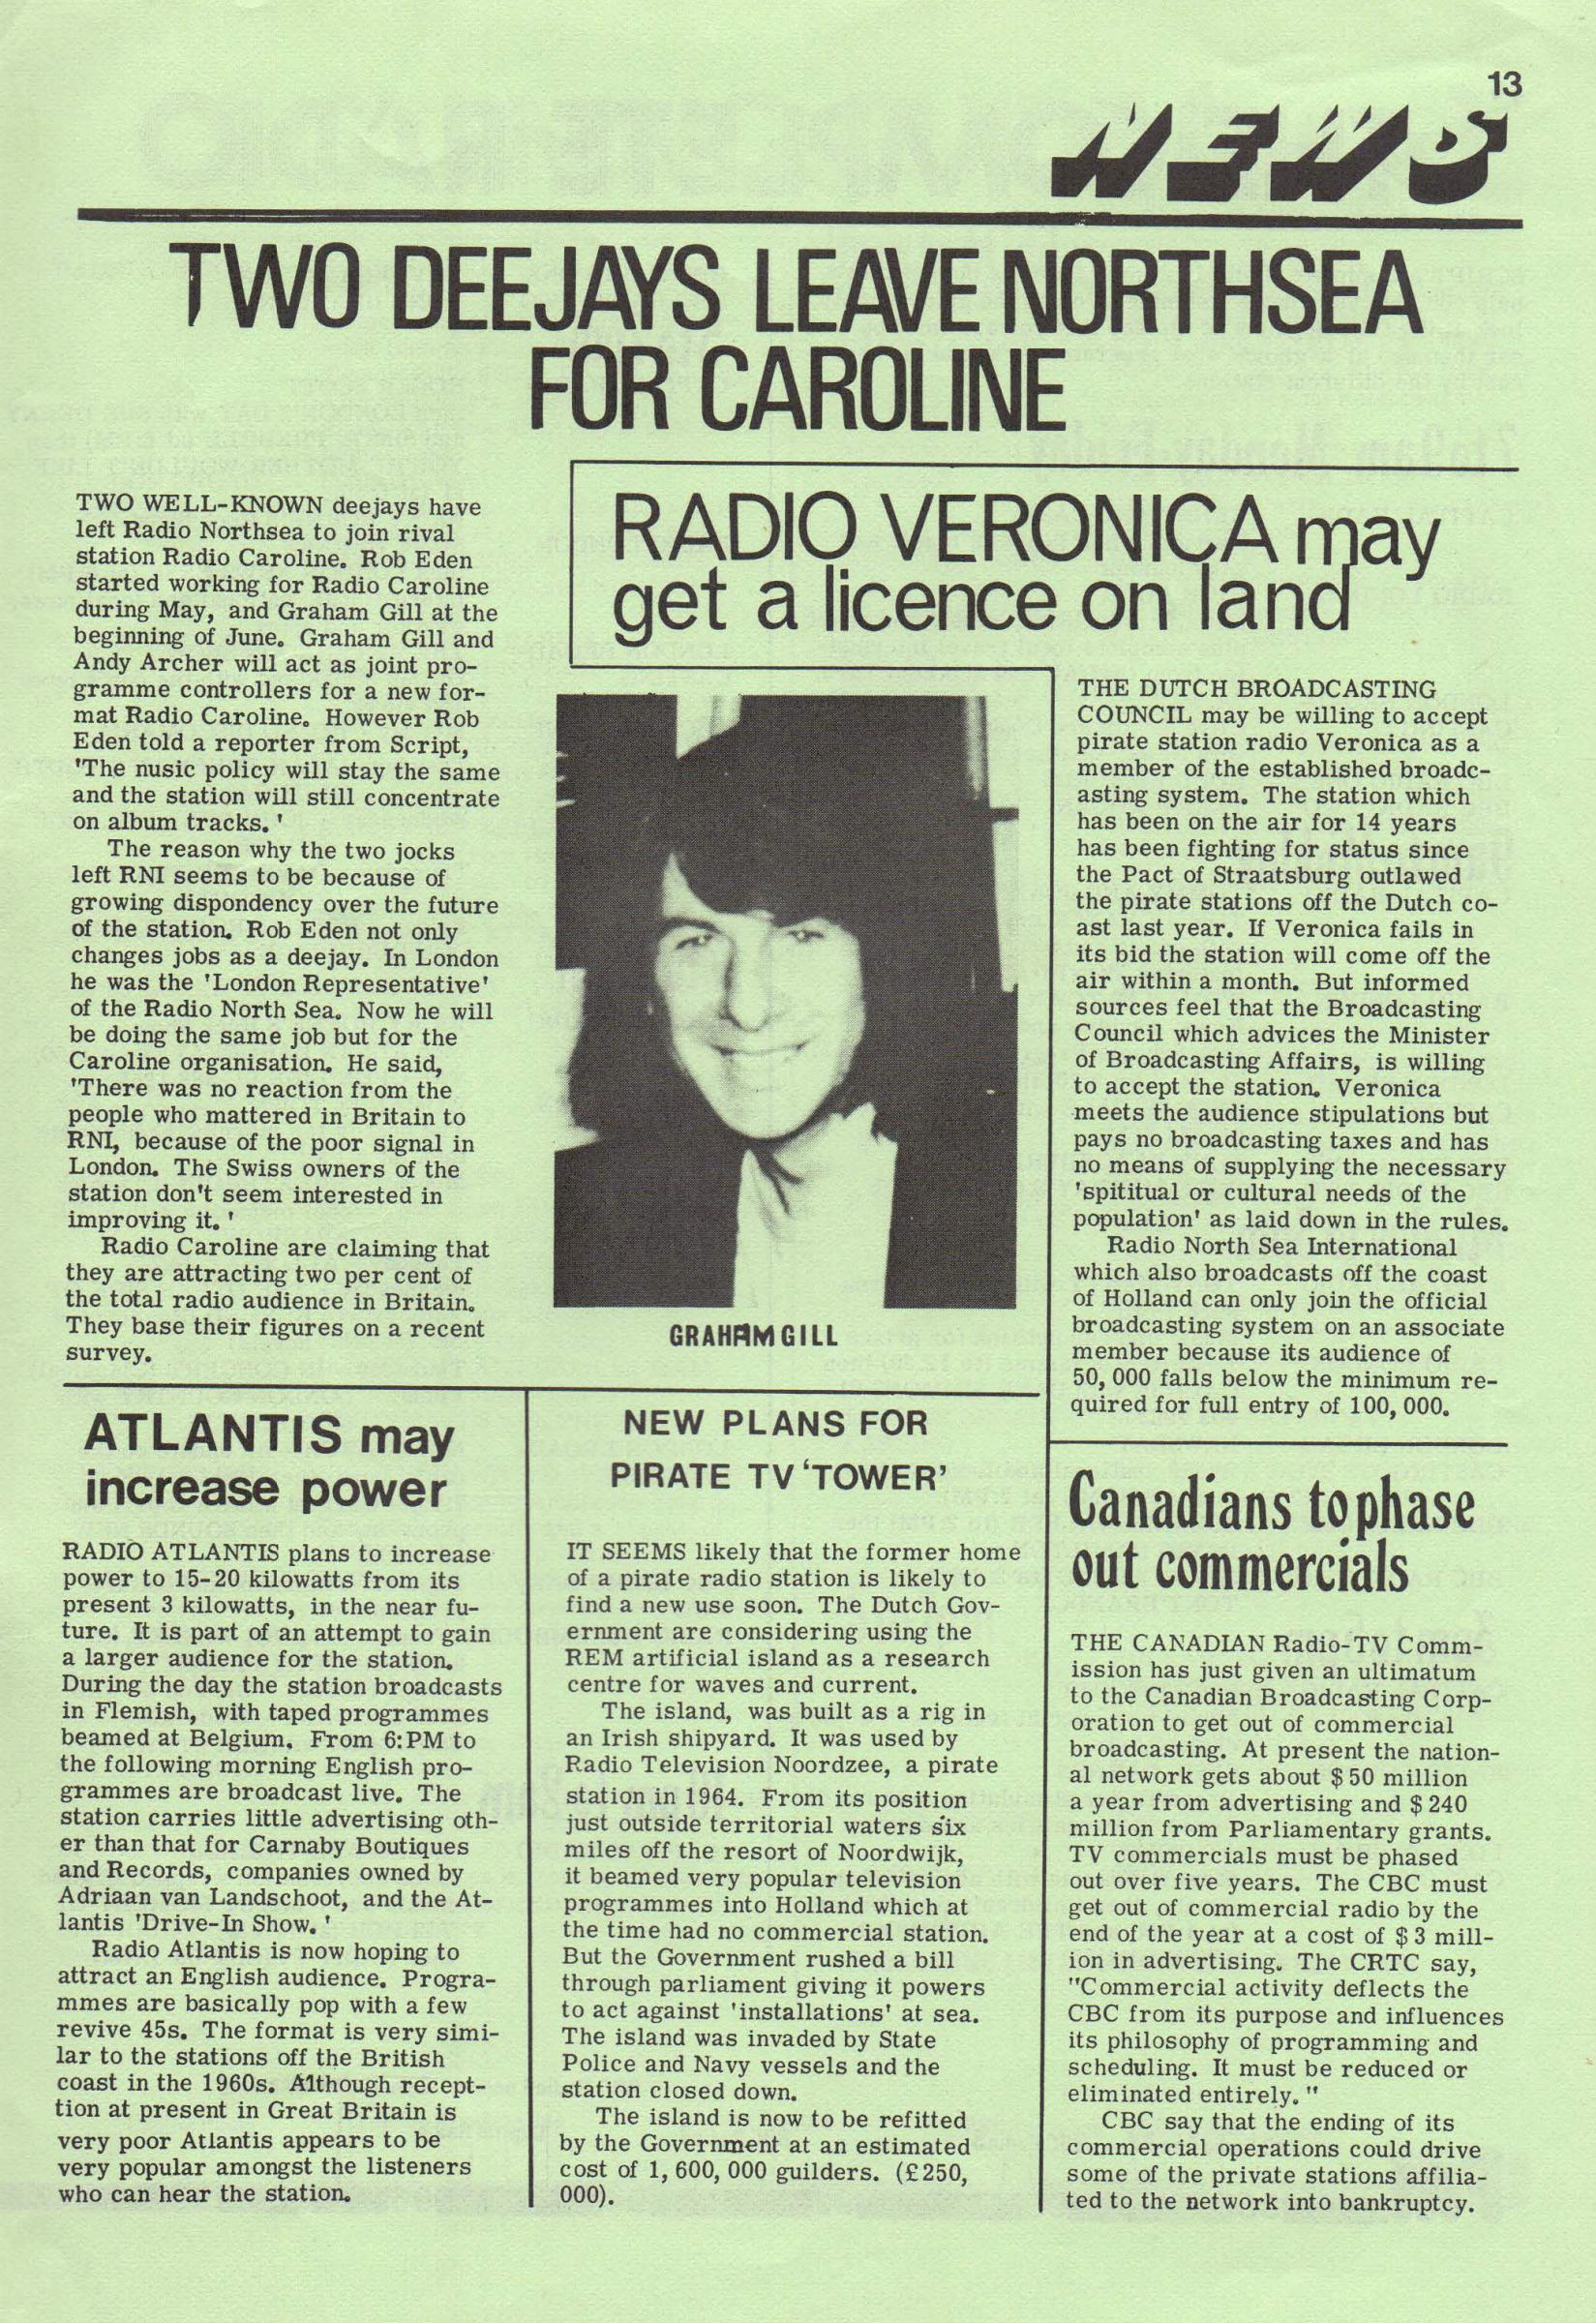 13
NEWS
TWO DEEJAYS LEAVE NORTHSEA
FOR CAROLINE
TWO WELL-KNOWN deejays have
left Radio Northsea to join rival
station Radio Caroline. Rob Eden
started working for Radio Caroline
during May, and Graham Gill at the
beginning of June. Graham Gill and
Andy Archer will act as joint pro-
gramme controllers for a new for-
mat Radio Caroline. However Rob
Eden told a reporter from Script,
'The nusic policy will stay the same
and the station will still concentrate
on album tracks. '
The reason why the two jocks
left RNI seems to be because of
growing dispondency over the future
of the station. Rob Eden not only
changes jobs as a deejay. In London
he was the 'London Representative'
of the Radio North Sea. Now he will
be doing the same job but for the
Caroline organisation. He said,
'There was no reaction from the
people who mattered in Britain to
RNI, because of the poor signal in
London. The Swiss owners of the
station don't seem interested in
improving it. '
Radio Caroline are claiming that
they are attracting two per cent of
the total radio audience in Britain.
They base their figures on a recent
survey.
RADIO VERONICA may
get a licence on land
GRAHAM GILL
THE DUTCH BROADCASTING
COUNCIL may be willing to accept
pirate station radio Veronica as a
member of the established broadc-
asting system. The station which
has been on the air for 14 years
has been fighting for status since
the Pact of Straatsburg outlawed
the pirate stations off the Dutch co-
ast last year. If Veronica fails in
its bid the station will come off the
air within a month. But informed
sources feel that the Broadcasting
Council which advices the Minister
of Broadcasting Affairs, is willing
to accept the station. Veronica
meets the audience stipulations but
pays no broadcasting taxes and has
no means of supplying the necessary
'spititual or cultural needs of the
population' as laid down in the rules.
Radio North Sea International
which also broadcasts off the coast
of Holland can only join the official
broadcasting system on an associate
member because its audience of
50, 000 falls below the minimum re-
quired for full entry of 100, 000.
ATLANTIS may
increase power
RADIO ATLANTIS plans to increase
power to 15-20 kilowatts from its
present 3 kilowatts, in the near fu-
ture. It is part of an attempt to gain
a larger audience for the station.
During the day the station broadcasts
in Flemish, with taped programmes
beamed at Belgium. From 6:PM to
the following morning English pro-
grammes are broadcast live. The
station carries little advertising oth-
er than that for Carnaby Boutiques
and Records, companies owned by
Adriaan van Landschoot, and the At-
lantis 'Drive-In Show. '
Radio Atlantis is now hoping to
attract an English audience. Progra-
mmes are basically pop with a few
revive 45s. The format is very simi-
lar to the stations off the British
coast in the 1960s. Although recept-
tion at present in Great Britain is
very poor Atlantis appears to be
very popular amongst the listeners
who can hear the station.
NEW PLANS FOR
PIRATE TV 'TOWER'
IT SEEMS likely that the former home
of a pirate radio station is likely to
find a new use soon. The Dutch Gov-
ernment are considering using the
REM artificial island as a research
centre for waves and current.
The island, was built as a rig in
an Irish shipyard. It was used by
Radio Television Noordzee, a pirate
station in 1964. From its position
just outside territorial waters six
miles off the resort of Noordwijk,
it beamed very popular television
programmes into Holland which at
the time had no commercial station.
But the Government rushed a bill
through parliament giving it powers
to act against 'installations' at sea.
The island was invaded by State
Police and Navy vessels and the
station closed down.
The island is now to be refitted
by the Government at an estimated
cost of 1, 600, 000 guilders. (£250,
000).
Canadians to phase
out commercials
THE CANADIAN Radio-TV Comm-
ission has just given an ultimatum
to the Canadian Broadcasting Corp-
oration to get out of commercial
broadcasting. At present the nation-
al network gets about $50 million
a year from advertising and $240
million from Parliamentary grants.
TV commercials must be phased
out over five years. The CBC must
get out of commercial radio by the
end of the year at a cost of $3 mill-
ion in advertising. The CRTC say,
"Commercial activity deflects the
CBC from its purpose and influences
its philosophy of programming and
scheduling. It must be reduced or
eliminated entirely. "
CBC say that the ending of its
commercial operations could drive
some of the private stations affilia-
ted to the network into bankruptcy.